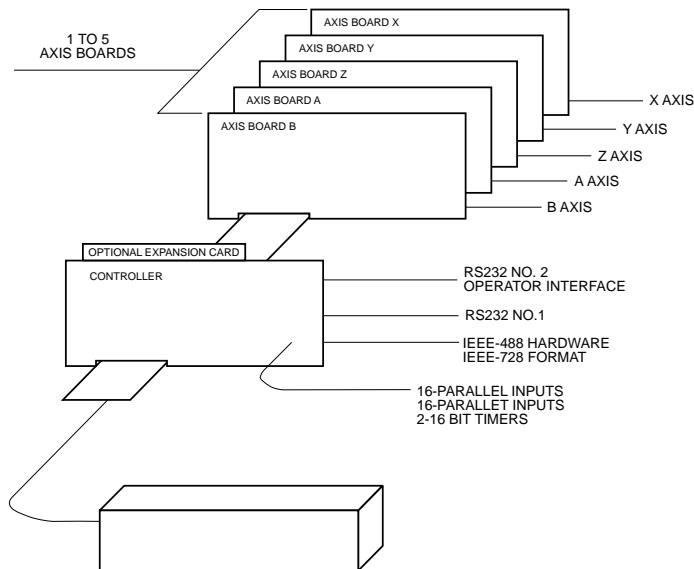 AXIS BOARD X
1 TO 5
AXIS BOARDS
AXIS BOARD Y
AXIS BOARD Z
AXIS BOARD A
AXIS BOARD B
X AXIS
Y AXIS
Z AXIS
A AXIS
B AXIS
OPTIONAL EXPANSION CARD
CONTROLLER
RS232 NO. 2
OPERATOR INTERFACE
RS232 NO.1
IEEE-488 HARDWARE
IEEE-728 FORMAT
16-PARALLEL INPUTS
16-PARALLET INPUTS
2-16 BIT TIMERS